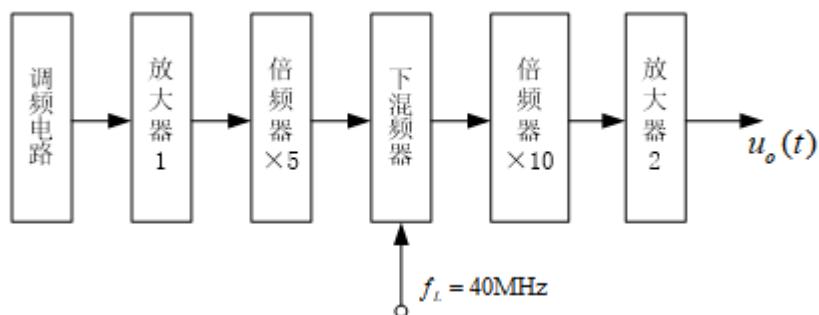 调频电路
放大器1
倍频器×5
下混频器
倍频器×10
放大器2
u_o(t)
f_L = 40MHz